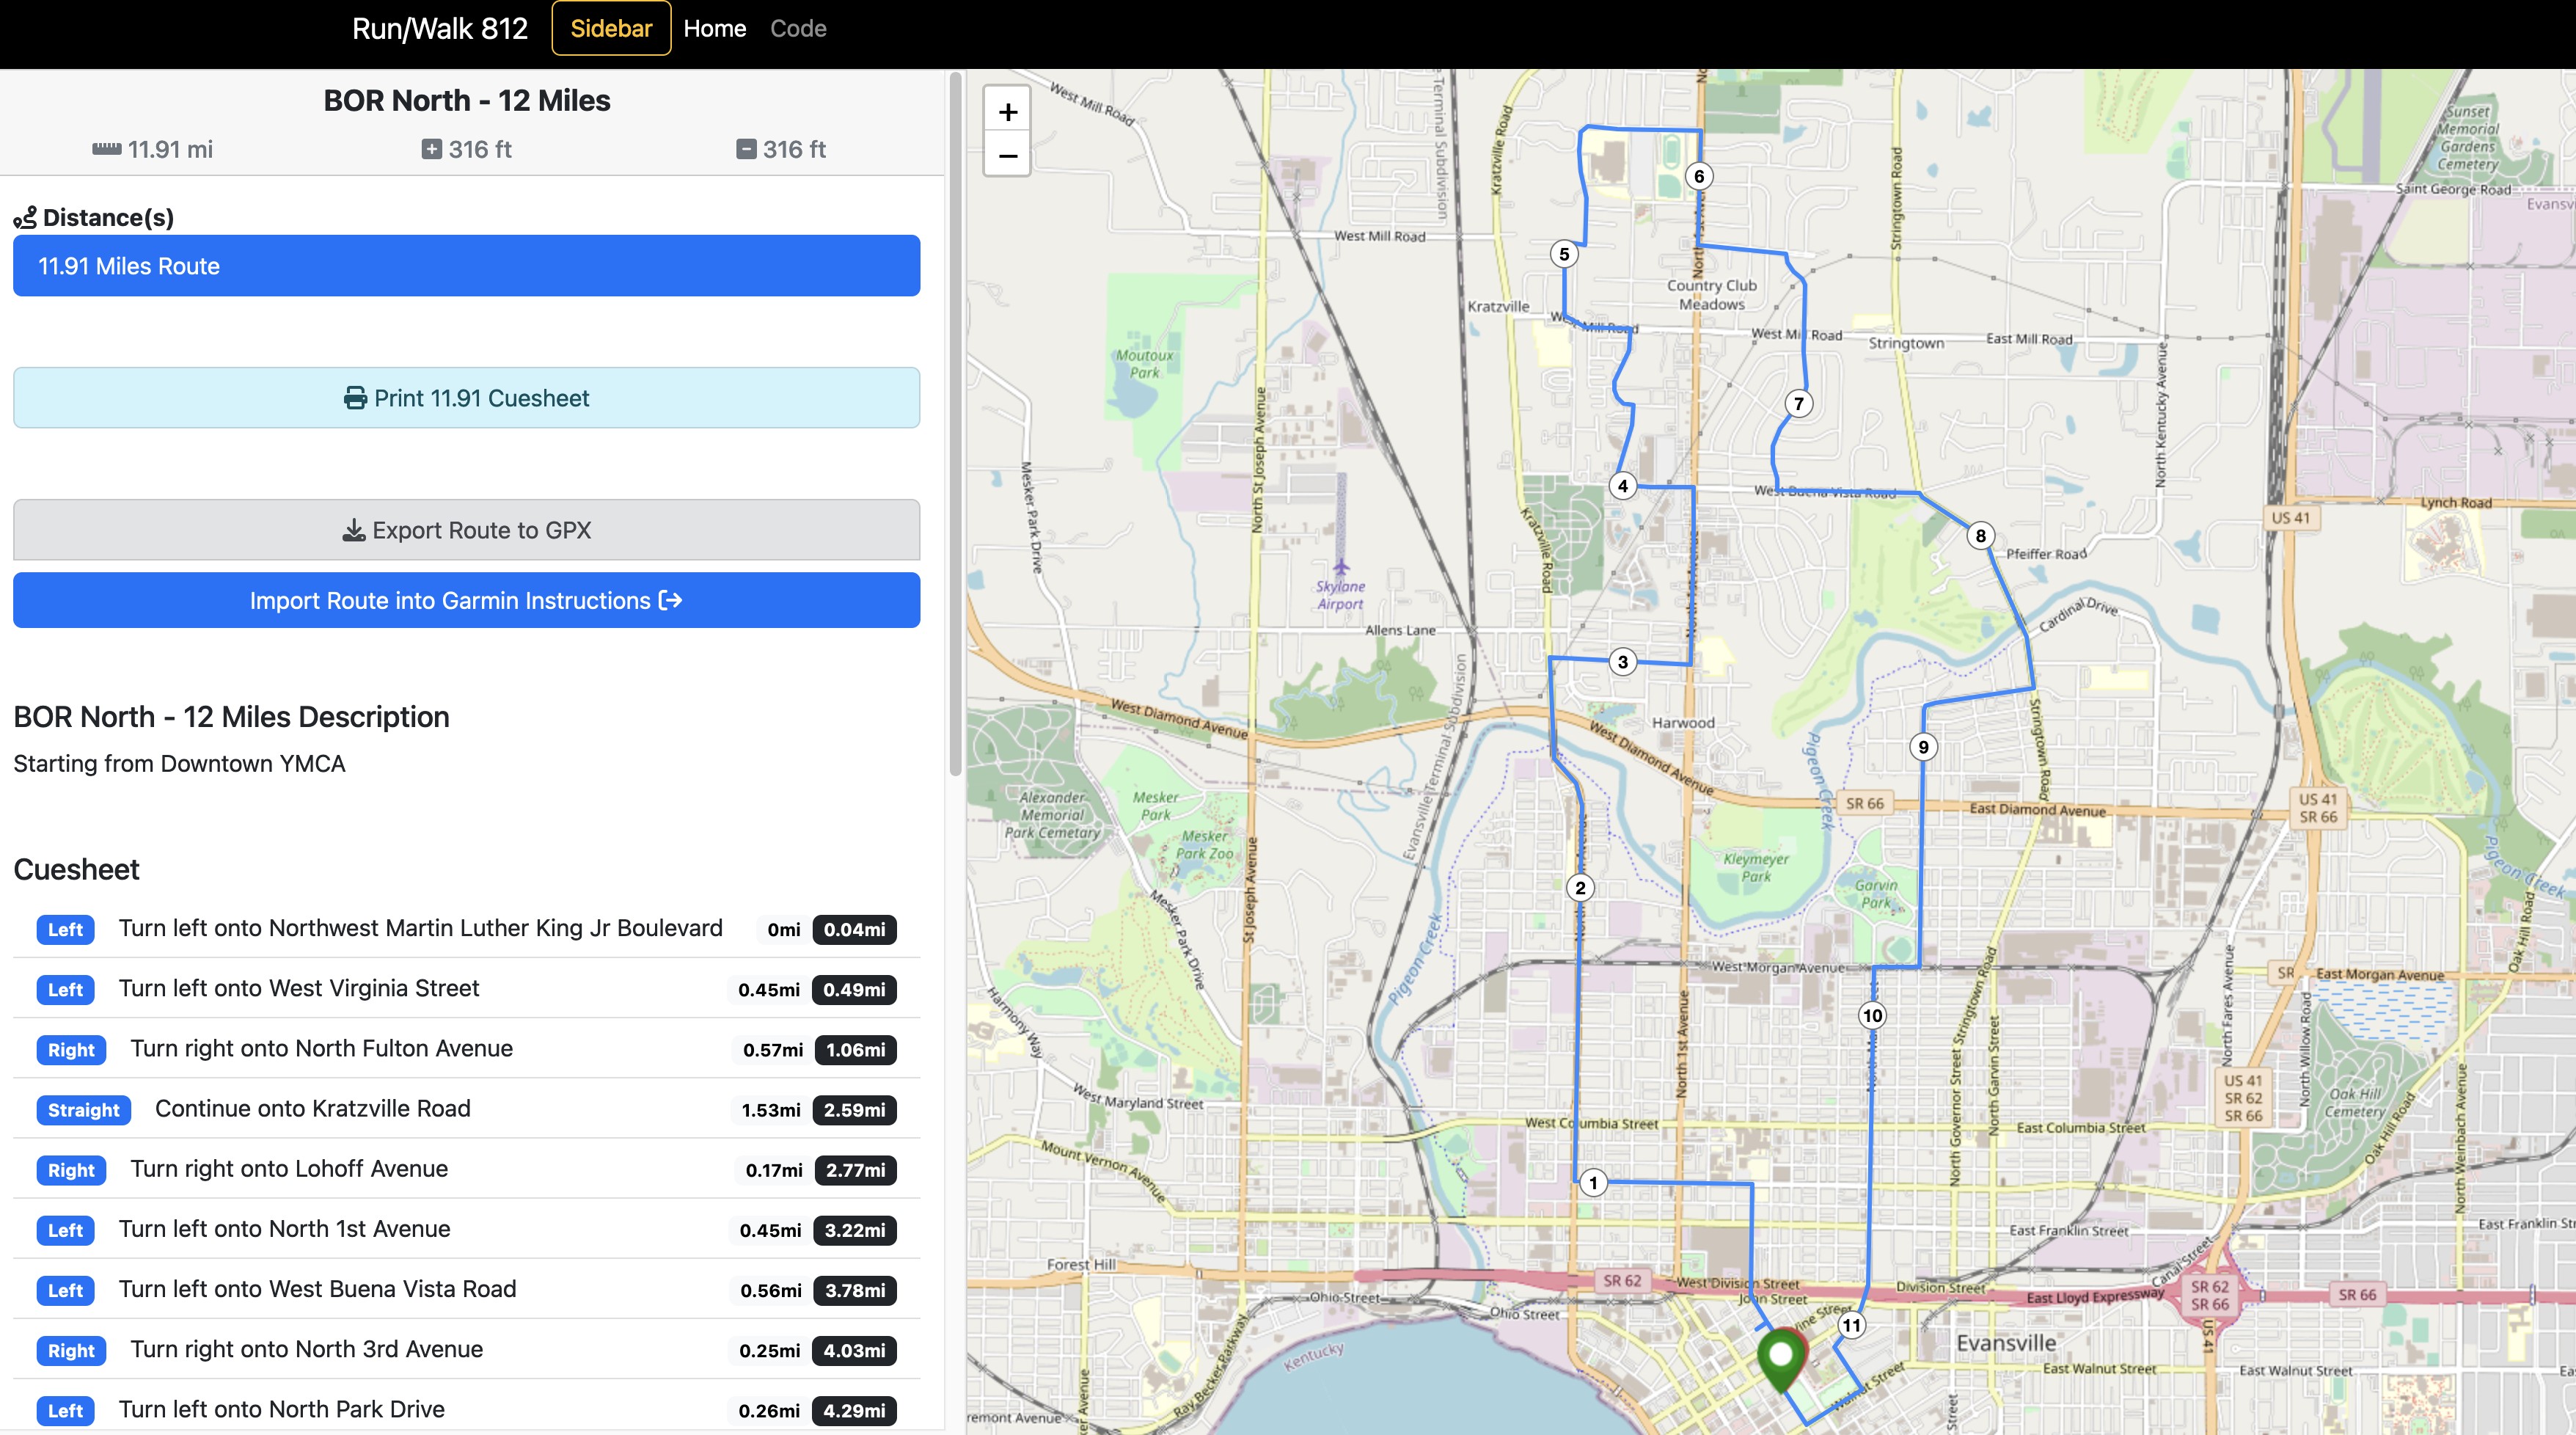 Run/Walk 812 Sidebar Home Code
BOR North - 12 Miles
11.91 mi 316 ft 316 ft
Distance(s)
11.91 Miles Route
Print 11.91 Cuesheet
Export Route to GPX
Import Route into Garmin Instructions
BOR North - 12 Miles Description
Starting from Downtown YMCA
Cuesheet
Left Turn left onto Northwest Martin Luther King Jr Boulevard 0mi 0.04mi
Left Turn left onto West Virginia Street 0.45mi 0.49mi
Right Turn right onto North Fulton Avenue 0.57mi 1.06mi
Straight Continue onto Kratzville Road 1.53mi 2.59mi
Right Turn right onto Lohoff Avenue 0.17mi 2.77mi
Left Turn left onto North 1st Avenue 0.45mi 3.22mi
Left Turn left onto West Buena Vista Road 0.56mi 3.78mi
Right Turn right onto North 3rd Avenue 0.25mi 4.03mi
Left Turn left onto North Park Drive 0.26mi 4.29mi
+
−
West Mill Road
Terminal Subdivision
Kratzville Road
Stringtown Road
Sunset
Memorial
Gardens
Cemetery
Saint George Road
West Mill Road
6
5
Country Club
Meadows
Kratzville
West Mill Road
West Mill Road
Stringtown
East Mill Road
Moutoux
Park
North St Joseph Avenue
North Kentucky Avenue
7
Mesker Park Drive
4
West Buena Vista Road
Lynch Road
US 41
8
Pfeiffer Road
Kratzville Road
Skylane
Airport
Cardinal Drive
Allens Lane
3
Evansville Terminal Subdivision
West Diamond Avenue
Harwood
West Diamond Avenue
Pigeon Creek
Stringtown Road
9
Alexander
Memorial
Park Cemetary
Mesker
Park
Mesker
Park Zoo
SR 66
East Diamond Avenue
US 41
SR 66
Kleymeyer
Park
Garvin
Park
Pigeon Creek
2
St Joseph Avenue
Mesker Park Drive
Pigeon Creek
Oak Hill Road
West Morgan Avenue
SR
East Morgan Avenue
Harmony Way
10
North 1st Avenue
North Governor Street
Stringtown Road
North Garvin Street
North Fares Avenue
North Willow Road
US 41
SR 62
SR 66
Oak Hill
Cemetery
Oak Hill Road
North Weinbach Avenue
West Maryland Street
West Columbia Street
East Columbia Street
Mount Vernon Avenue
1
East Franklin Street
Canal Street
Forest Hill
SR 62
West Division Street
John Street
Division Street
East Lloyd Expressway
SR 62
SR 66
SR 66
Ohio Street
Ohio Street
Vine Street
11
Evansville
US 41
Kentucky
Ray Becker Parkway
Walnut Street
East Walnut Street
East Walnut Street
Street